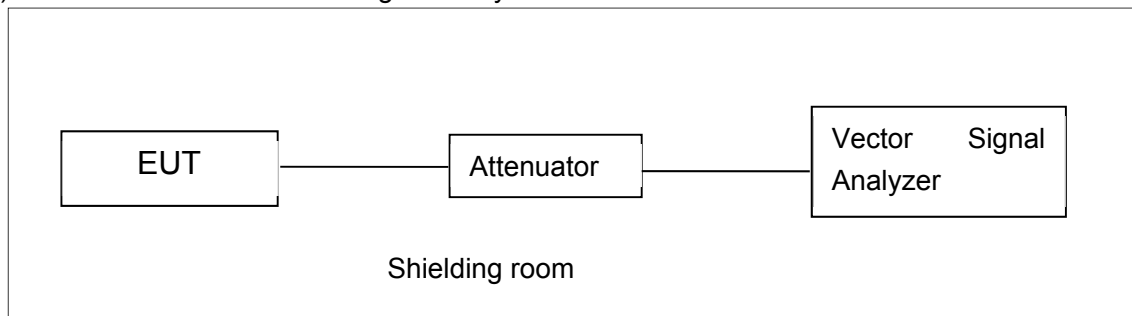 EUT
Attenuator
Vector Signal
Analyzer
Shielding room